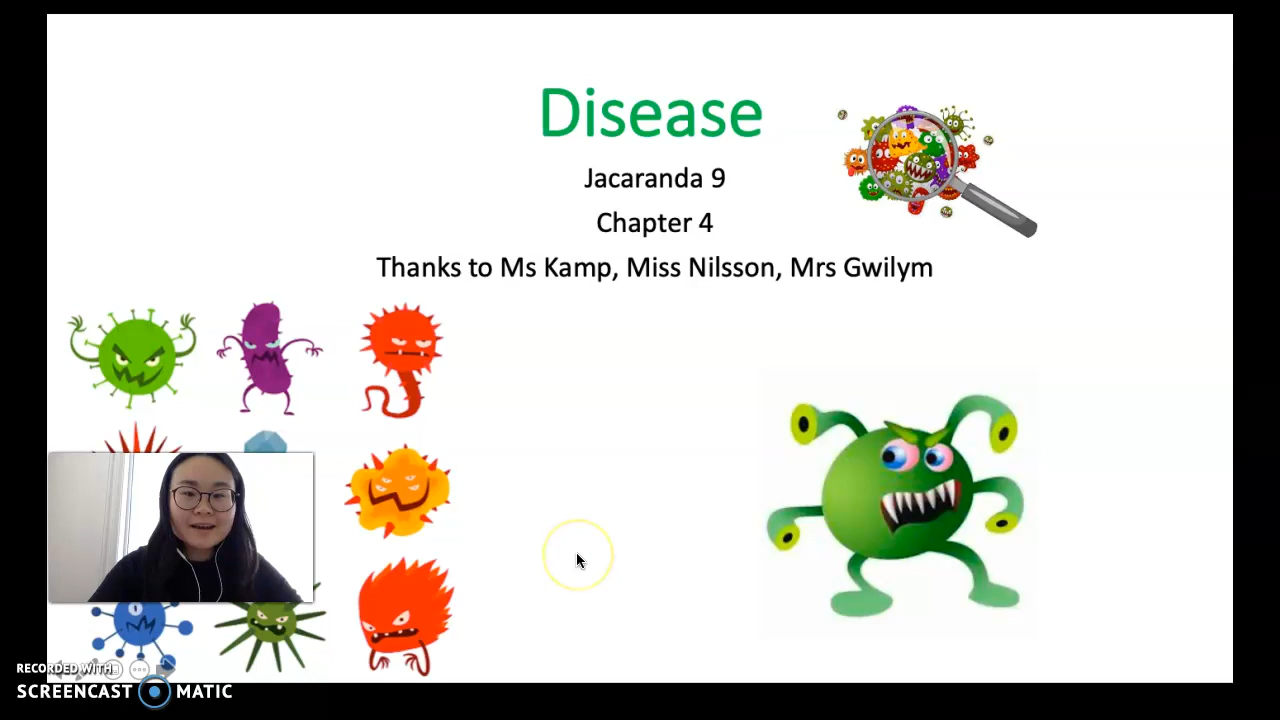 Disease
Jacaranda 9
Chapter 4
Thanks to Ms Kamp, Miss Nilsson, Mrs Gwilym
RECORDED WITH
SCREENCAST MATIC